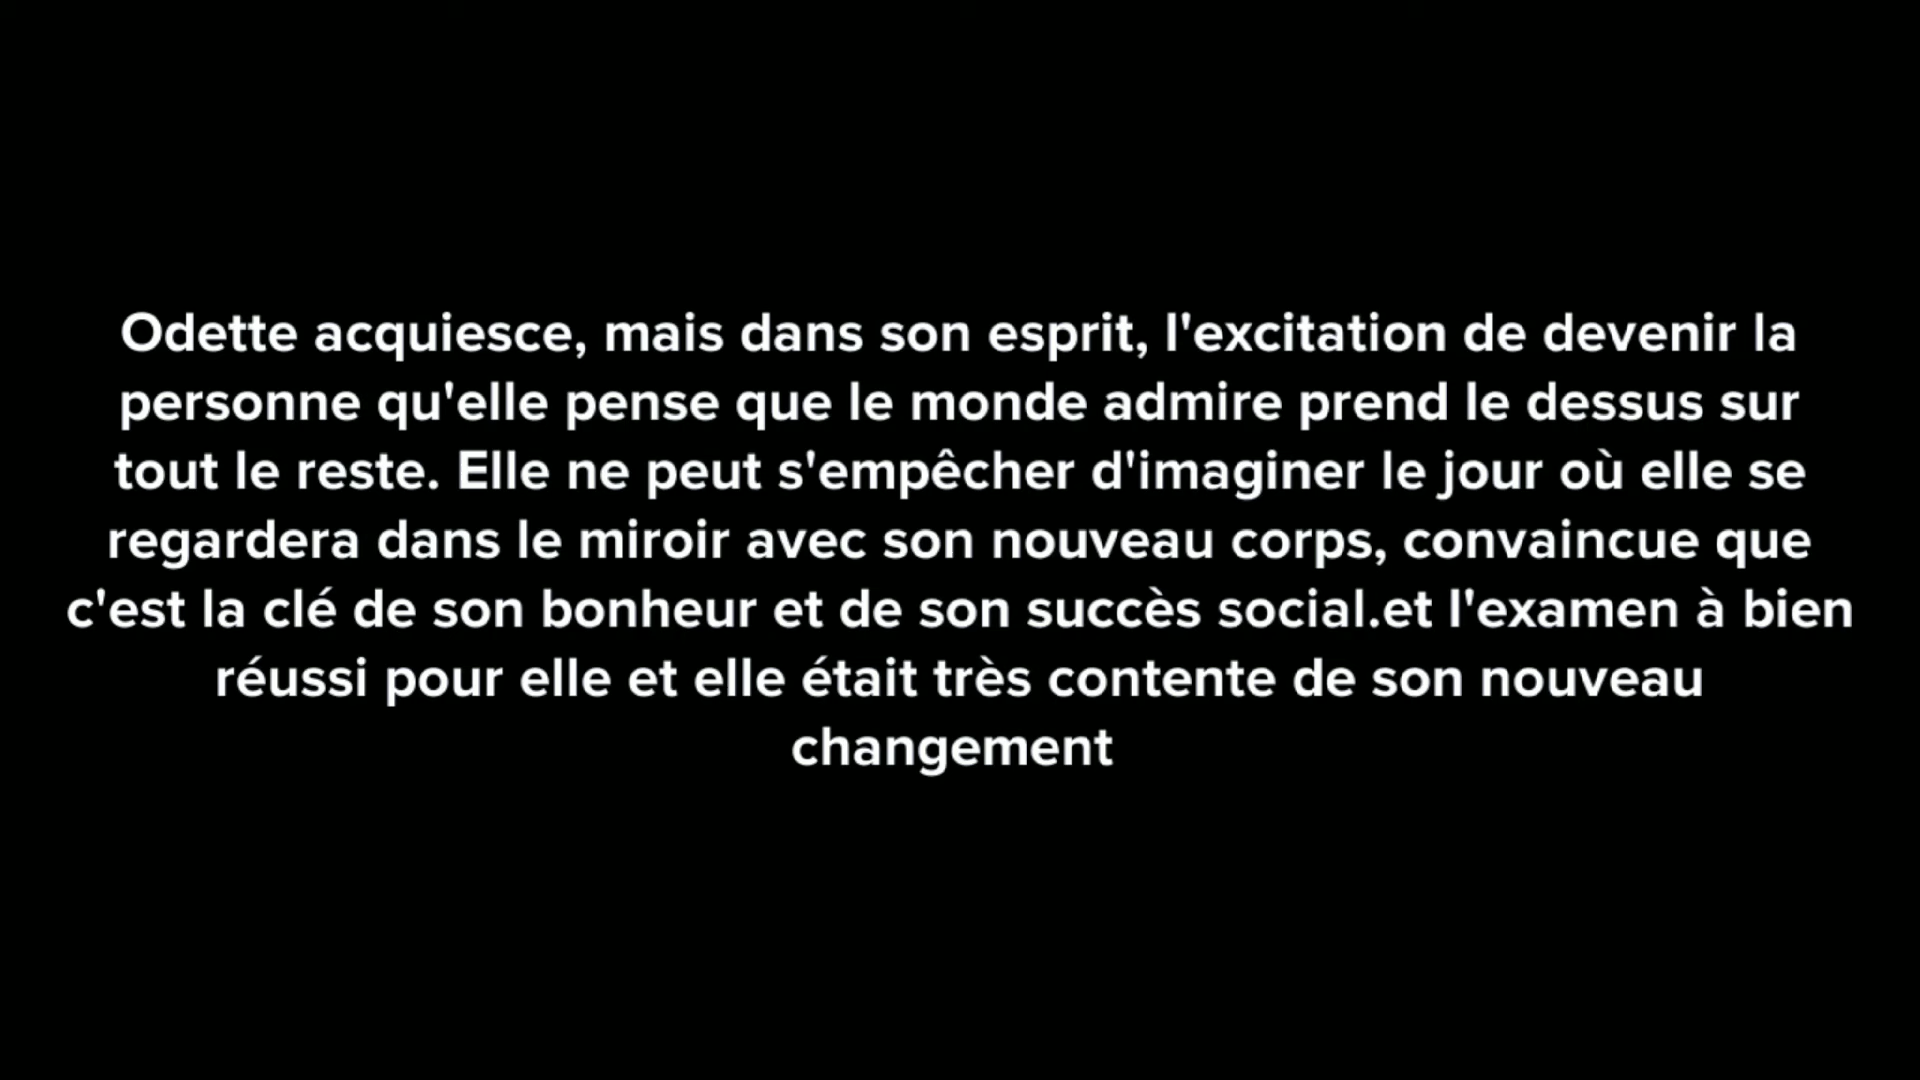 Odette acquiesce, mais dans son esprit, l'excitation de devenir la
personne qu'elle pense que le monde admire prend le dessus sur
tout le reste. Elle ne peut s'empêcher d'imaginer le jour où elle se
regardera dans le miroir avec son nouveau corps, convaincue que
c'est la clé de son bonheur et de son succès social.et l'examen à bien
réussi pour elle et elle était très contente de son nouveau
changement